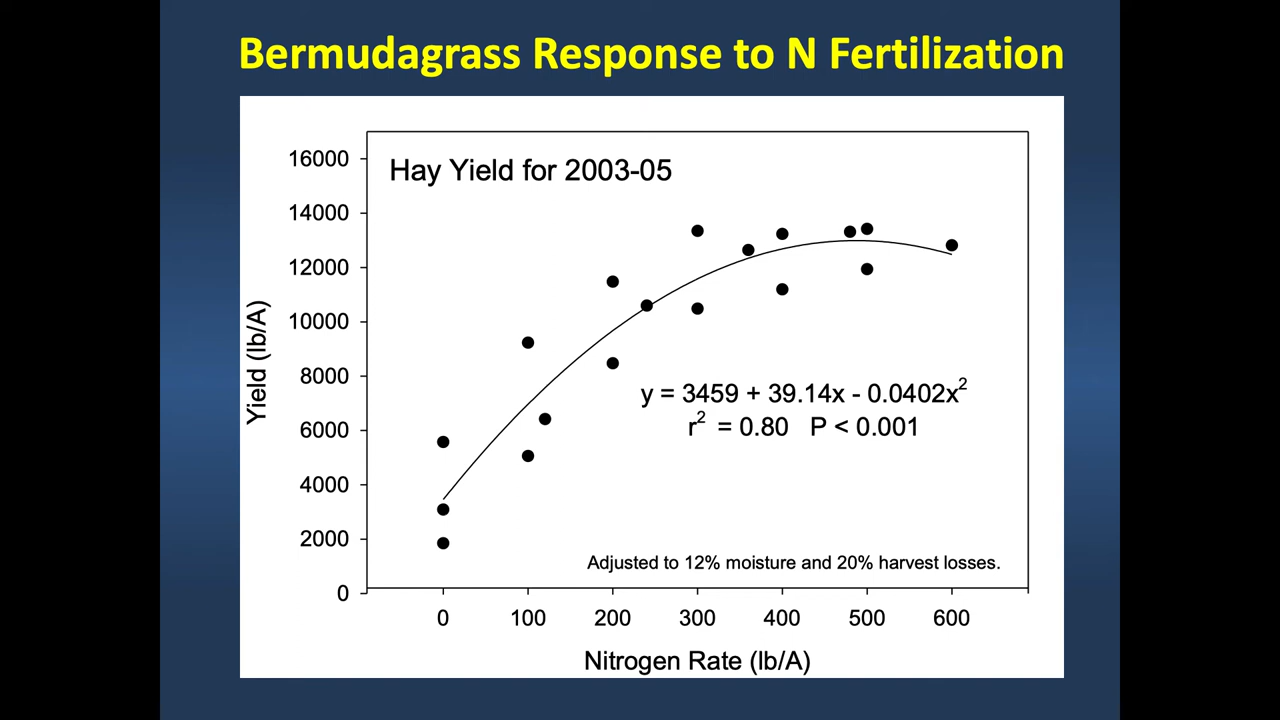 Bermudagrass Response to N Fertilization
Hay Yield for 2003-05
16000
14000
12000
10000
8000
6000
4000
2000
0
Yield (lb/A)
y = 3459 + 39.14x - 0.0402x²
r² = 0.80 P < 0.001
Adjusted to 12% moisture and 20% harvest losses.
0 100 200 300 400 500 600
Nitrogen Rate (lb/A)